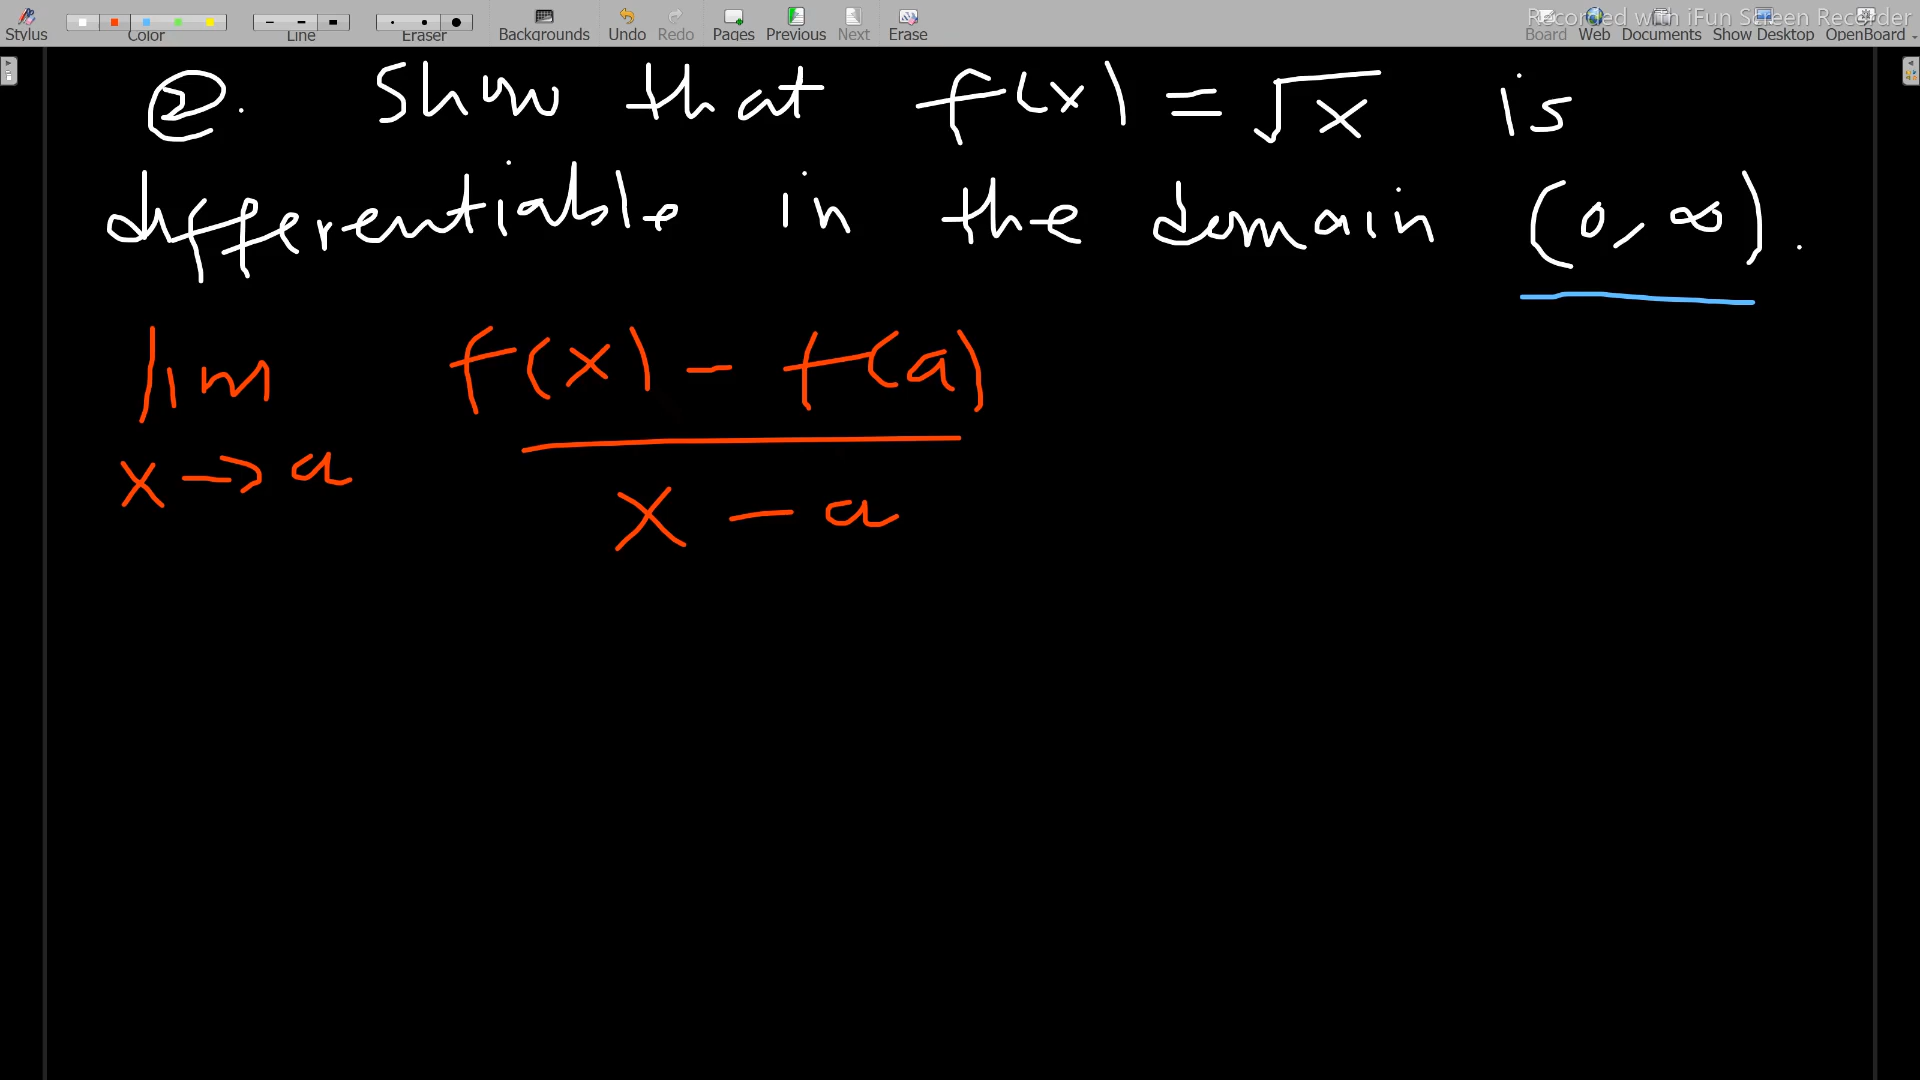 Recorded with iFun Screen Recorder
Stylus Color Line Eraser Backgrounds Undo Redo Pages Previous Next Erase Board Web Documents Show Desktop OpenBoard
②. Show that f(x) = √x is
differentiable in the domain (0, ∞).
lim f(x) - f(a)
x → a x - a